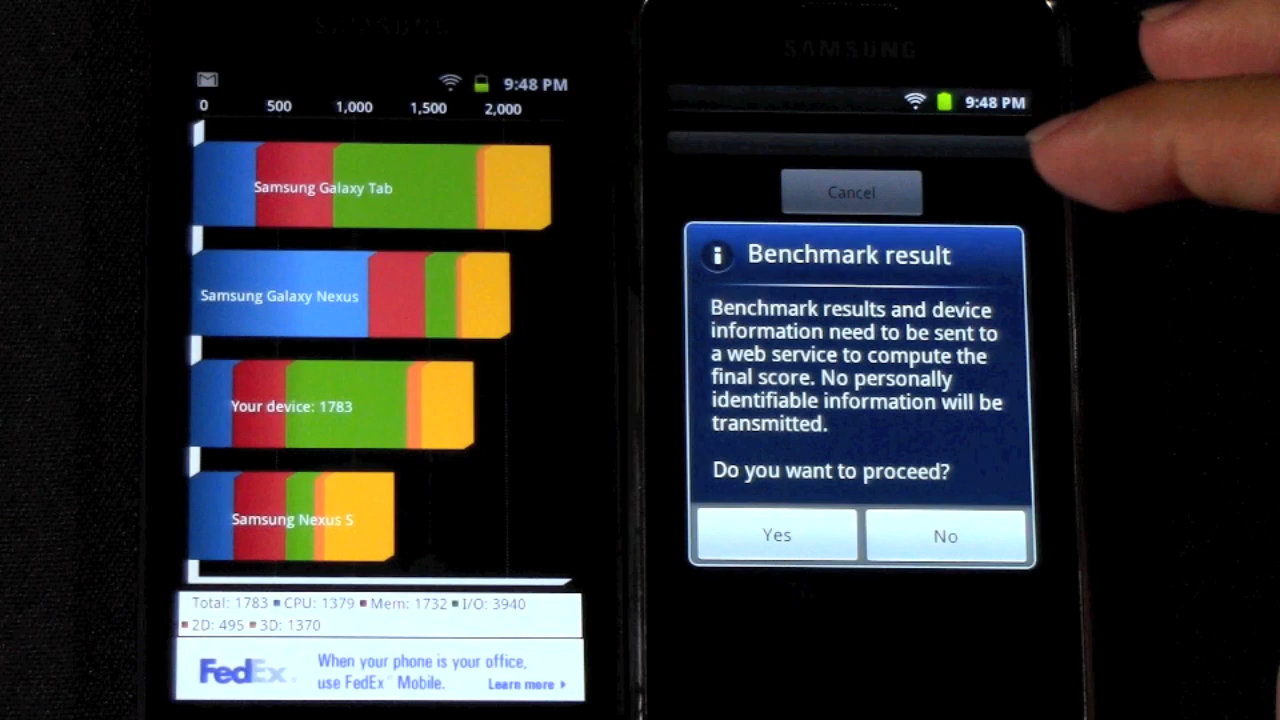 SAMSUNG
9:48 PM
0 500 1,000 1,500 2,000
Samsung Galaxy Tab
Samsung Galaxy Nexus
Your device: 1783
Samsung Nexus S
Total: 1783 CPU: 1379 Mem: 1732 I/O: 3940
2D: 495 3D: 1370
FedEx.
When your phone is your office,
use FedEx Mobile.
Learn more
SAMSUNG
9:48 PM
Cancel
Benchmark result
Benchmark results and device
information need to be sent to
a web service to compute the
final score. No personally
identifiable information will be
transmitted.
Do you want to proceed?
Yes No